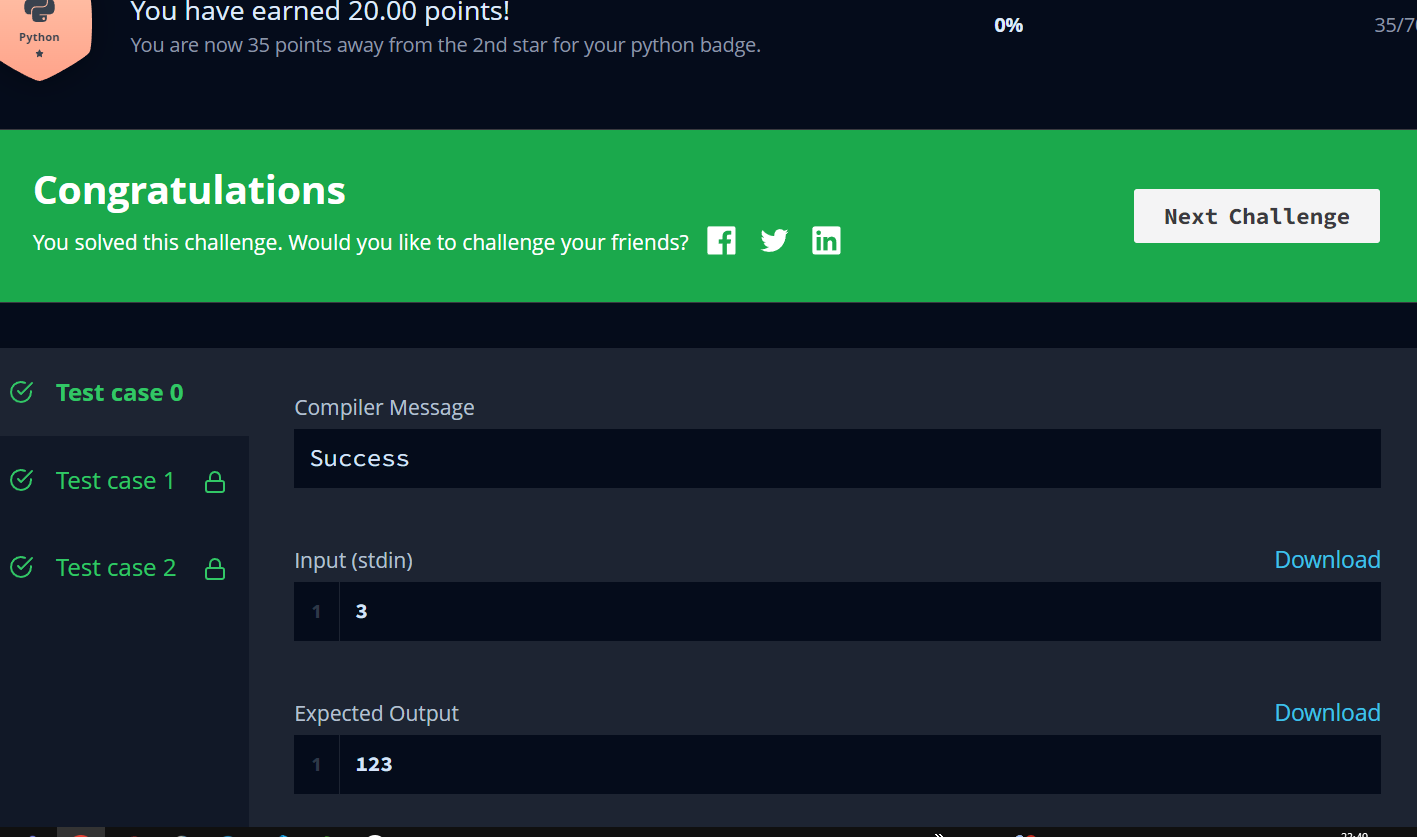 You have earned 20.00 points!
Python
You are now 35 points away from the 2nd star for your python badge.
0%
35/70
Congratulations
You solved this challenge. Would you like to challenge your friends?
Next Challenge
Test case 0
Test case 1
Test case 2
Compiler Message
Success
Input (stdin)
Download
1
3
Expected Output
Download
1
123